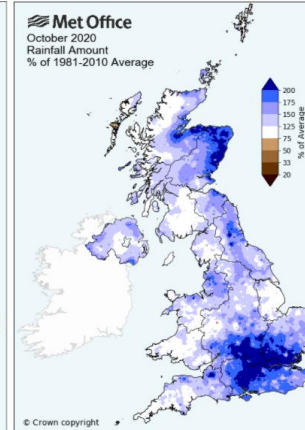 Met Office
October 2020
Rainfall Amount
% of 1981-2010 Average
200
175
150
125
75
50
33
20
% of Average
© Crown copyright